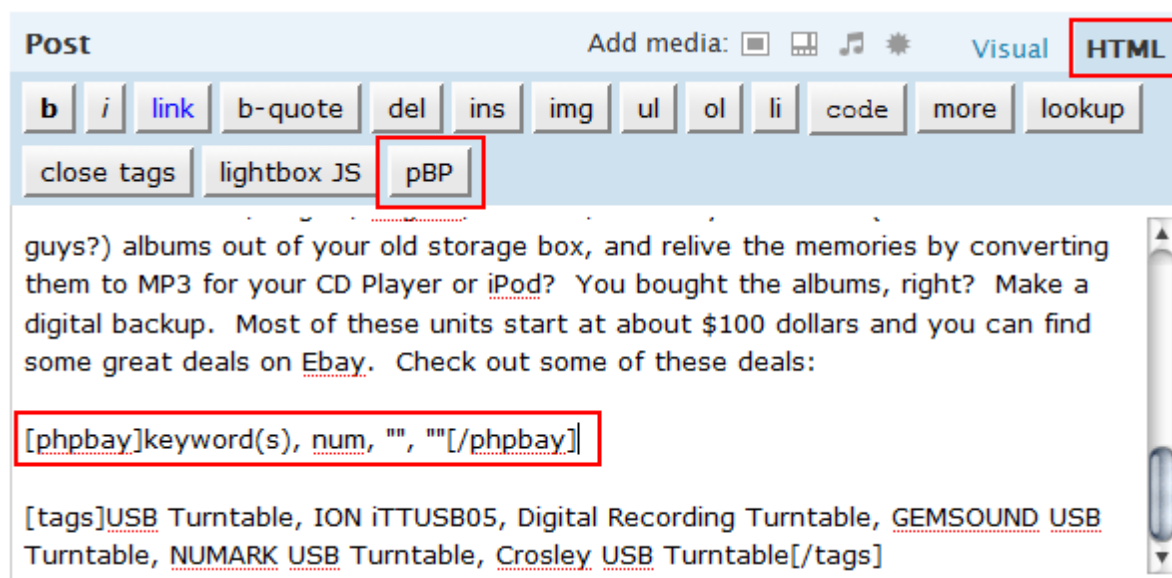 Post Add media: Visual HTML
b i link b-quote del ins img ul ol li code more lookup
close tags lightbox JS pBP
guys?) albums out of your old storage box, and relive the memories by converting
them to MP3 for your CD Player or iPod? You bought the albums, right? Make a
digital backup. Most of these units start at about $100 dollars and you can find
some great deals on Ebay. Check out some of these deals:
[phpbay]keyword(s), num, "", ""[/phpbay]
[tags]USB Turntable, ION iTTUSB05, Digital Recording Turntable, GEMSOUND USB
Turntable, NUMARK USB Turntable, Crosley USB Turntable[/tags]